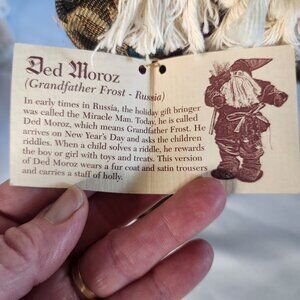 Ded Moroz
(Grandfather Frost - Russia)
In early times in Russia, the holiday gift bringer
was called the Miracle Man. Today, he is called
Ded Moroz, which means Grandfather Frost. He
arrives on New Year's Day and asks the children
riddles. When a child solves a riddle, he rewards
the boy or girl with toys and treats. This version
of Ded Moroz wears a fur coat and satin trousers
and carries a staff of holly.